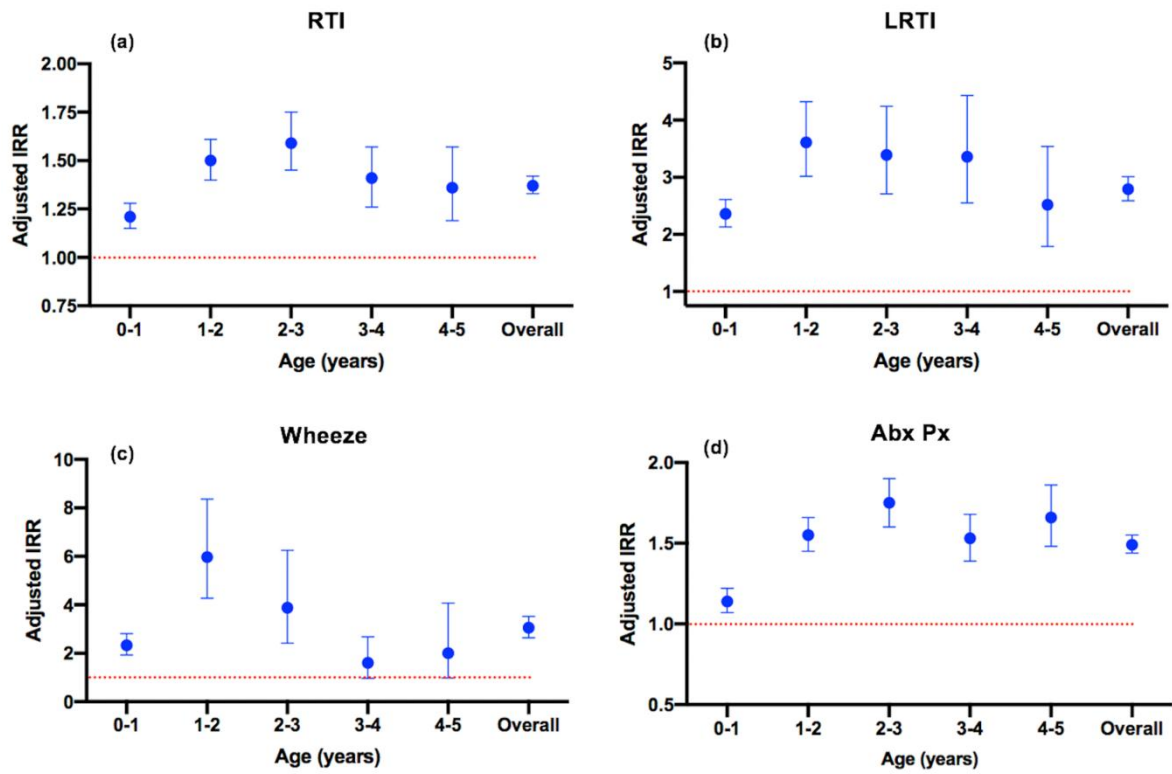 RTI
(a)
Adjusted IRR
2.00
1.75
1.50
1.25
1.00
0.75
0-1 1-2 2-3 3-4 4-5 Overall
Age (years)
LRTI
(b)
Adjusted IRR
5
4
3
2
1
0-1 1-2 2-3 3-4 4-5 Overall
Age (years)
Wheeze
(c)
Adjusted IRR
10
8
6
4
2
0
0-1 1-2 2-3 3-4 4-5 Overall
Age (years)
Abx Px
(d)
Adjusted IRR
2.0
1.5
1.0
0.5
0-1 1-2 2-3 3-4 4-5 Overall
Age (years)